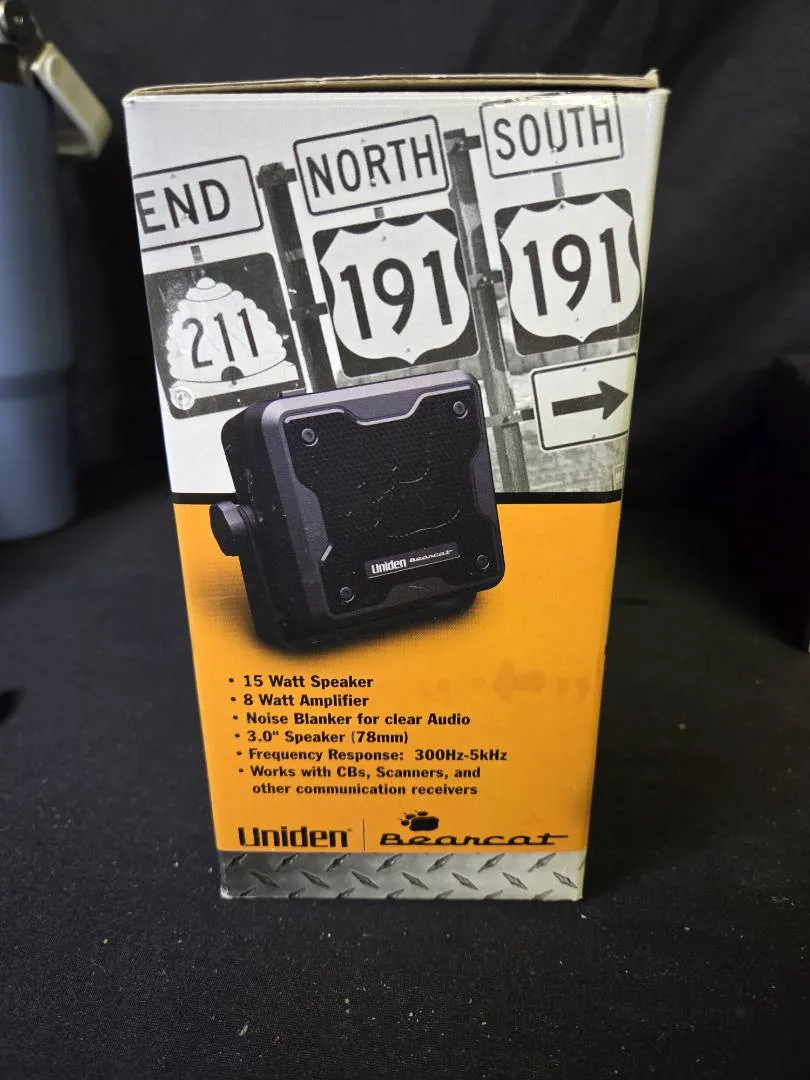 END
NORTH
SOUTH
211
191
191
Uniden Bearcat
• 15 Watt Speaker
• 8 Watt Amplifier
• Noise Blanker for clear Audio
• 3.0" Speaker (78mm)
• Frequency Response: 300Hz-5kHz
• Works with CBs, Scanners, and
other communication receivers
Uniden® | Bearcat